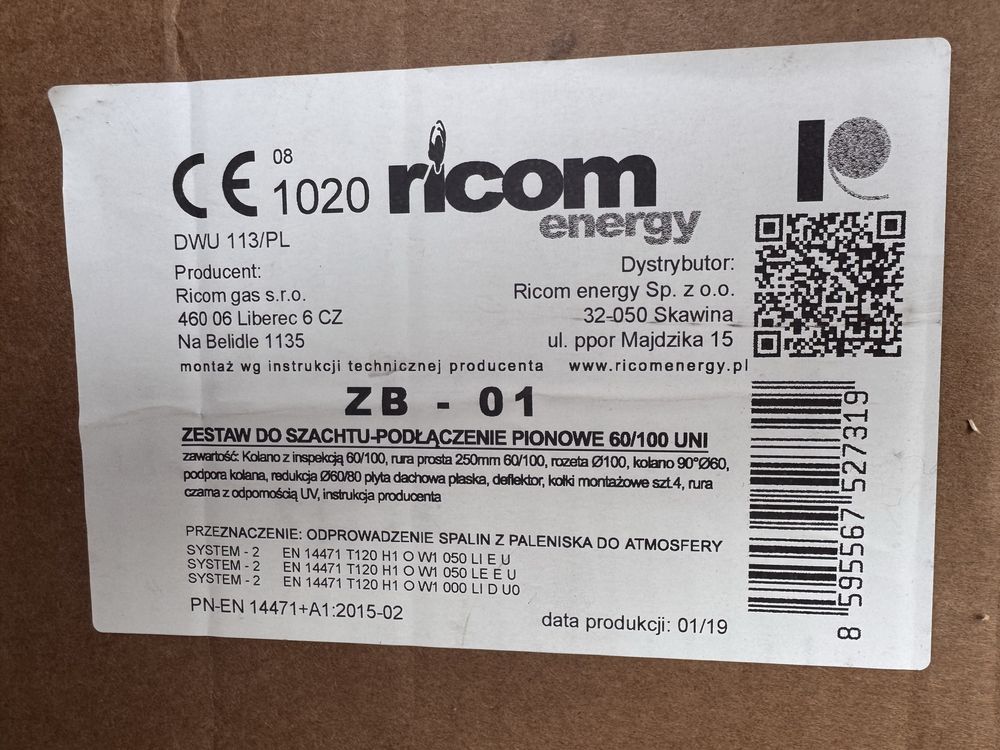 CE 08 1020 ricom energy
DWU 113/PL
Producent:
Ricom gas s.r.o.
460 06 Liberec 6 CZ
Na Belidle 1135
Dystrybutor:
Ricom energy Sp. z o.o.
32-050 Skawina
ul. ppor Majdzika 15
montaż wg instrukcji technicznej producenta www.ricomenergy.pl
ZB - 01
ZESTAW DO SZACHTU-PODŁĄCZENIE PIONOWE 60/100 UNI
zawartość: Kolano z inspekcją 60/100, rura prosta 250mm 60/100, rozeta Ø100, kolano 90°Ø60,
podpora kolana, redukcja Ø60/80 płyta dachowa płaska, deflektor, kołki montażowe szt.4, rura
czarna z odpornością UV, instrukcja producenta
PRZEZNACZENIE: ODPROWADZENIE SPALIN Z PALENISKA DO ATMOSFERY
SYSTEM - 2 EN 14471 T120 H1 O W1 050 LI E U
SYSTEM - 2 EN 14471 T120 H1 O W1 050 LE E U
SYSTEM - 2 EN 14471 T120 H1 O W1 000 LI D U0
PN-EN 14471+A1:2015-02
data produkcji: 01/19
8 595567 527319